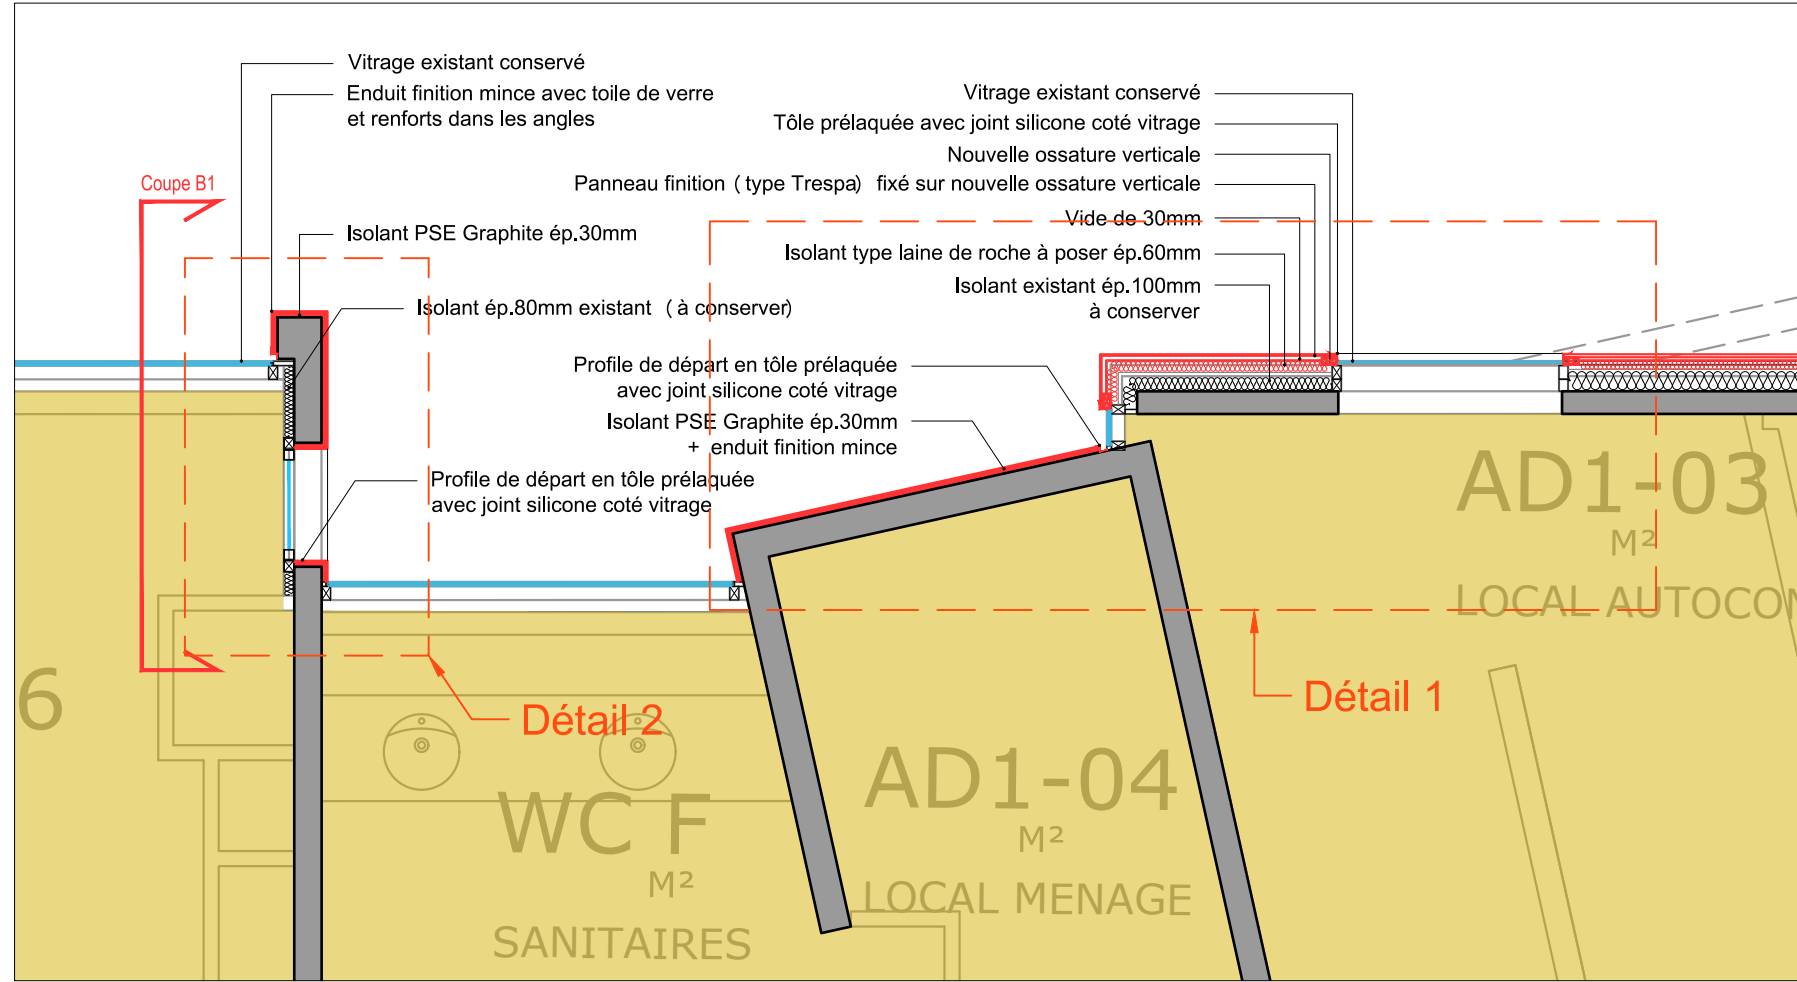 Vitrage existant conservé
Enduit finition mince avec toile de verre
et renforts dans les angles
Coupe B1
Isolant PSE Graphite ép.30mm
Isolant ép.80mm existant (à conserver)
Vitrage existant conservé
Tôle prélaquée avec joint silicone coté vitrage
Nouvelle ossature verticale
Panneau finition (type Trespa) fixé sur nouvelle ossature verticale
Vide de 30mm
Isolant type laine de roche à poser ép.60mm
Isolant existant ép.100mm
à conserver
Profile de départ en tôle prélaquée
avec joint silicone coté vitrage
Isolant PSE Graphite ép.30mm
+ enduit finition mince
Profile de départ en tôle prélaquée
avec joint silicone coté vitrage
AD1-03
M²
LOCAL AUTOCO
Détail 1
Détail 2
6
AD1-04
M²
LOCAL MENAGE
WC F
M²
SANITAIRES